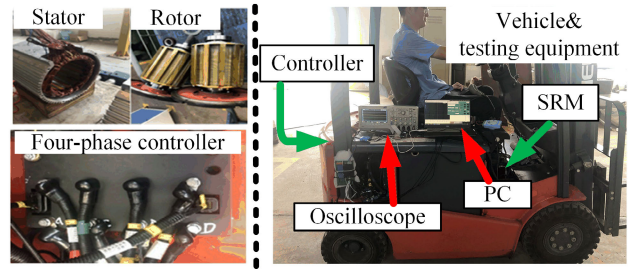 Stator
Rotor
Four-phase controller
D
Vehicle&
testing equipment
Controller
SRM
PC
Oscilloscope